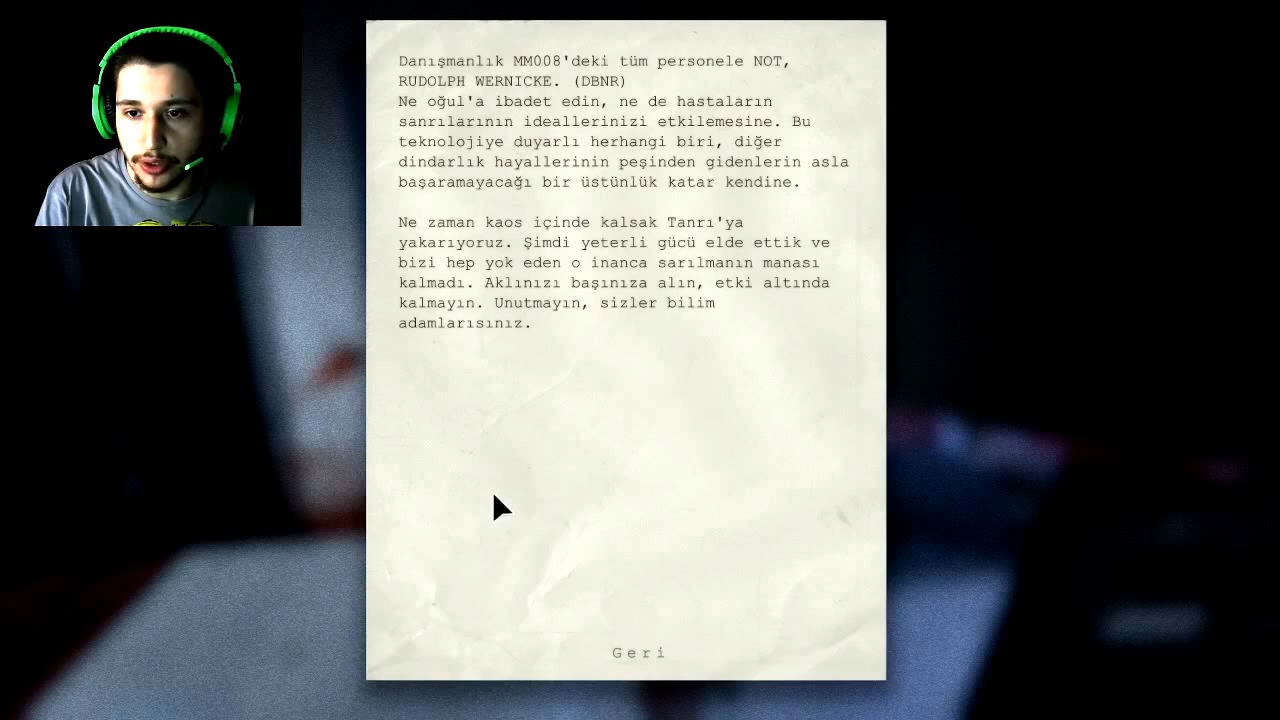 Danışmanlık MM008'deki tüm personele NOT,
RUDOLPH WERNICKE. (DBNR)
Ne oğul'a ibadet edin, ne de hastaların
sanrılarının ideallerinizi etkilemesine. Bu
teknolojiye duyarlı herhangi biri, diğer
dindarlık hayallerinin peşinden gidenlerin asla
başaramayacağı bir üstünlük katar kendine.
Ne zaman kaos içinde kalsak Tanrı'ya
yakarıyoruz. Şimdi yeterli gücü elde ettik ve
bizi hep yok eden o inanca sarılmanın manası
kalmadı. Aklınızı başınıza alın, etki altında
kalmayın. Unutmayın, sizler bilim
adamlarısınız.
Geri